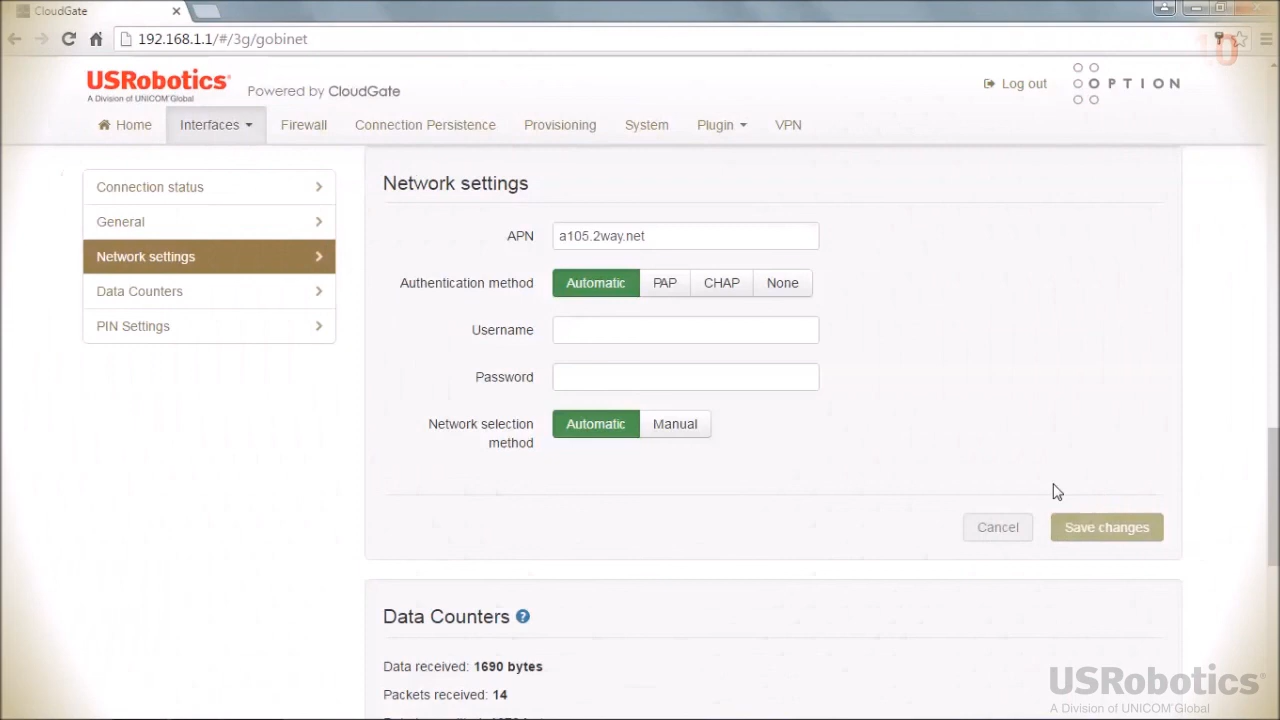 CloudGate
192.168.1.1/#/3g/gobinet
10
USRobotics
A Division of UNICOM Global
Powered by CloudGate
Log out
OPTION
Home
Interfaces
Firewall
Connection Persistence
Provisioning
System
Plugin
VPN
Connection status
General
Network settings
Data Counters
PIN Settings
Network settings
APN
a105.2way.net
Authentication method
Automatic
PAP
CHAP
None
Username
Password
Network selection
method
Automatic
Manual
Cancel
Save changes
Data Counters
Data received: 1690 bytes
Packets received: 14
USRobotics®
A Division of UNICOM Global